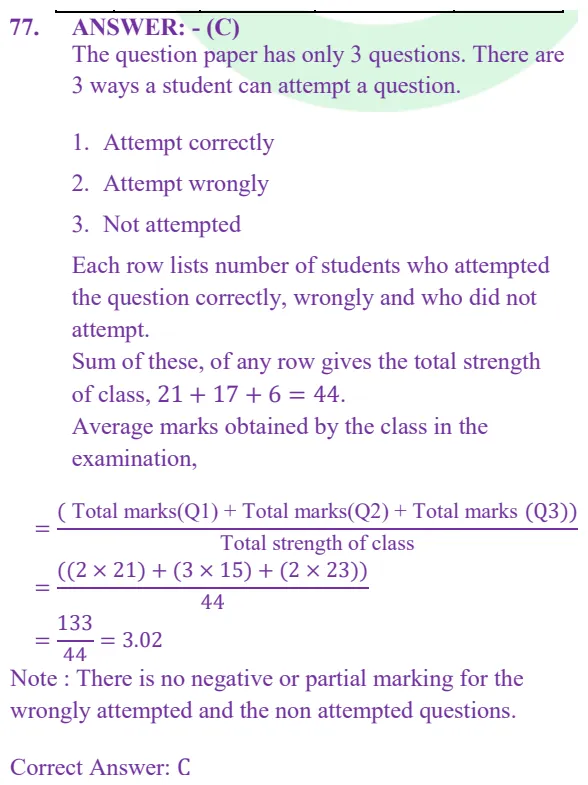 77. ANSWER: - (C)
The question paper has only 3 questions. There are
3 ways a student can attempt a question.
1. Attempt correctly
2. Attempt wrongly
3. Not attempted
Each row lists number of students who attempted
the question correctly, wrongly and who did not
attempt.
Sum of these, of any row gives the total strength
of class, 21 + 17 + 6 = 44.
Average marks obtained by the class in the
examination,
= ( Total marks(Q1) + Total marks(Q2) + Total marks (Q3))
Total strength of class
= ((2 × 21) + (3 × 15) + (2 × 23))
44
= 133
44 = 3.02
Note : There is no negative or partial marking for the
wrongly attempted and the non attempted questions.
Correct Answer: C